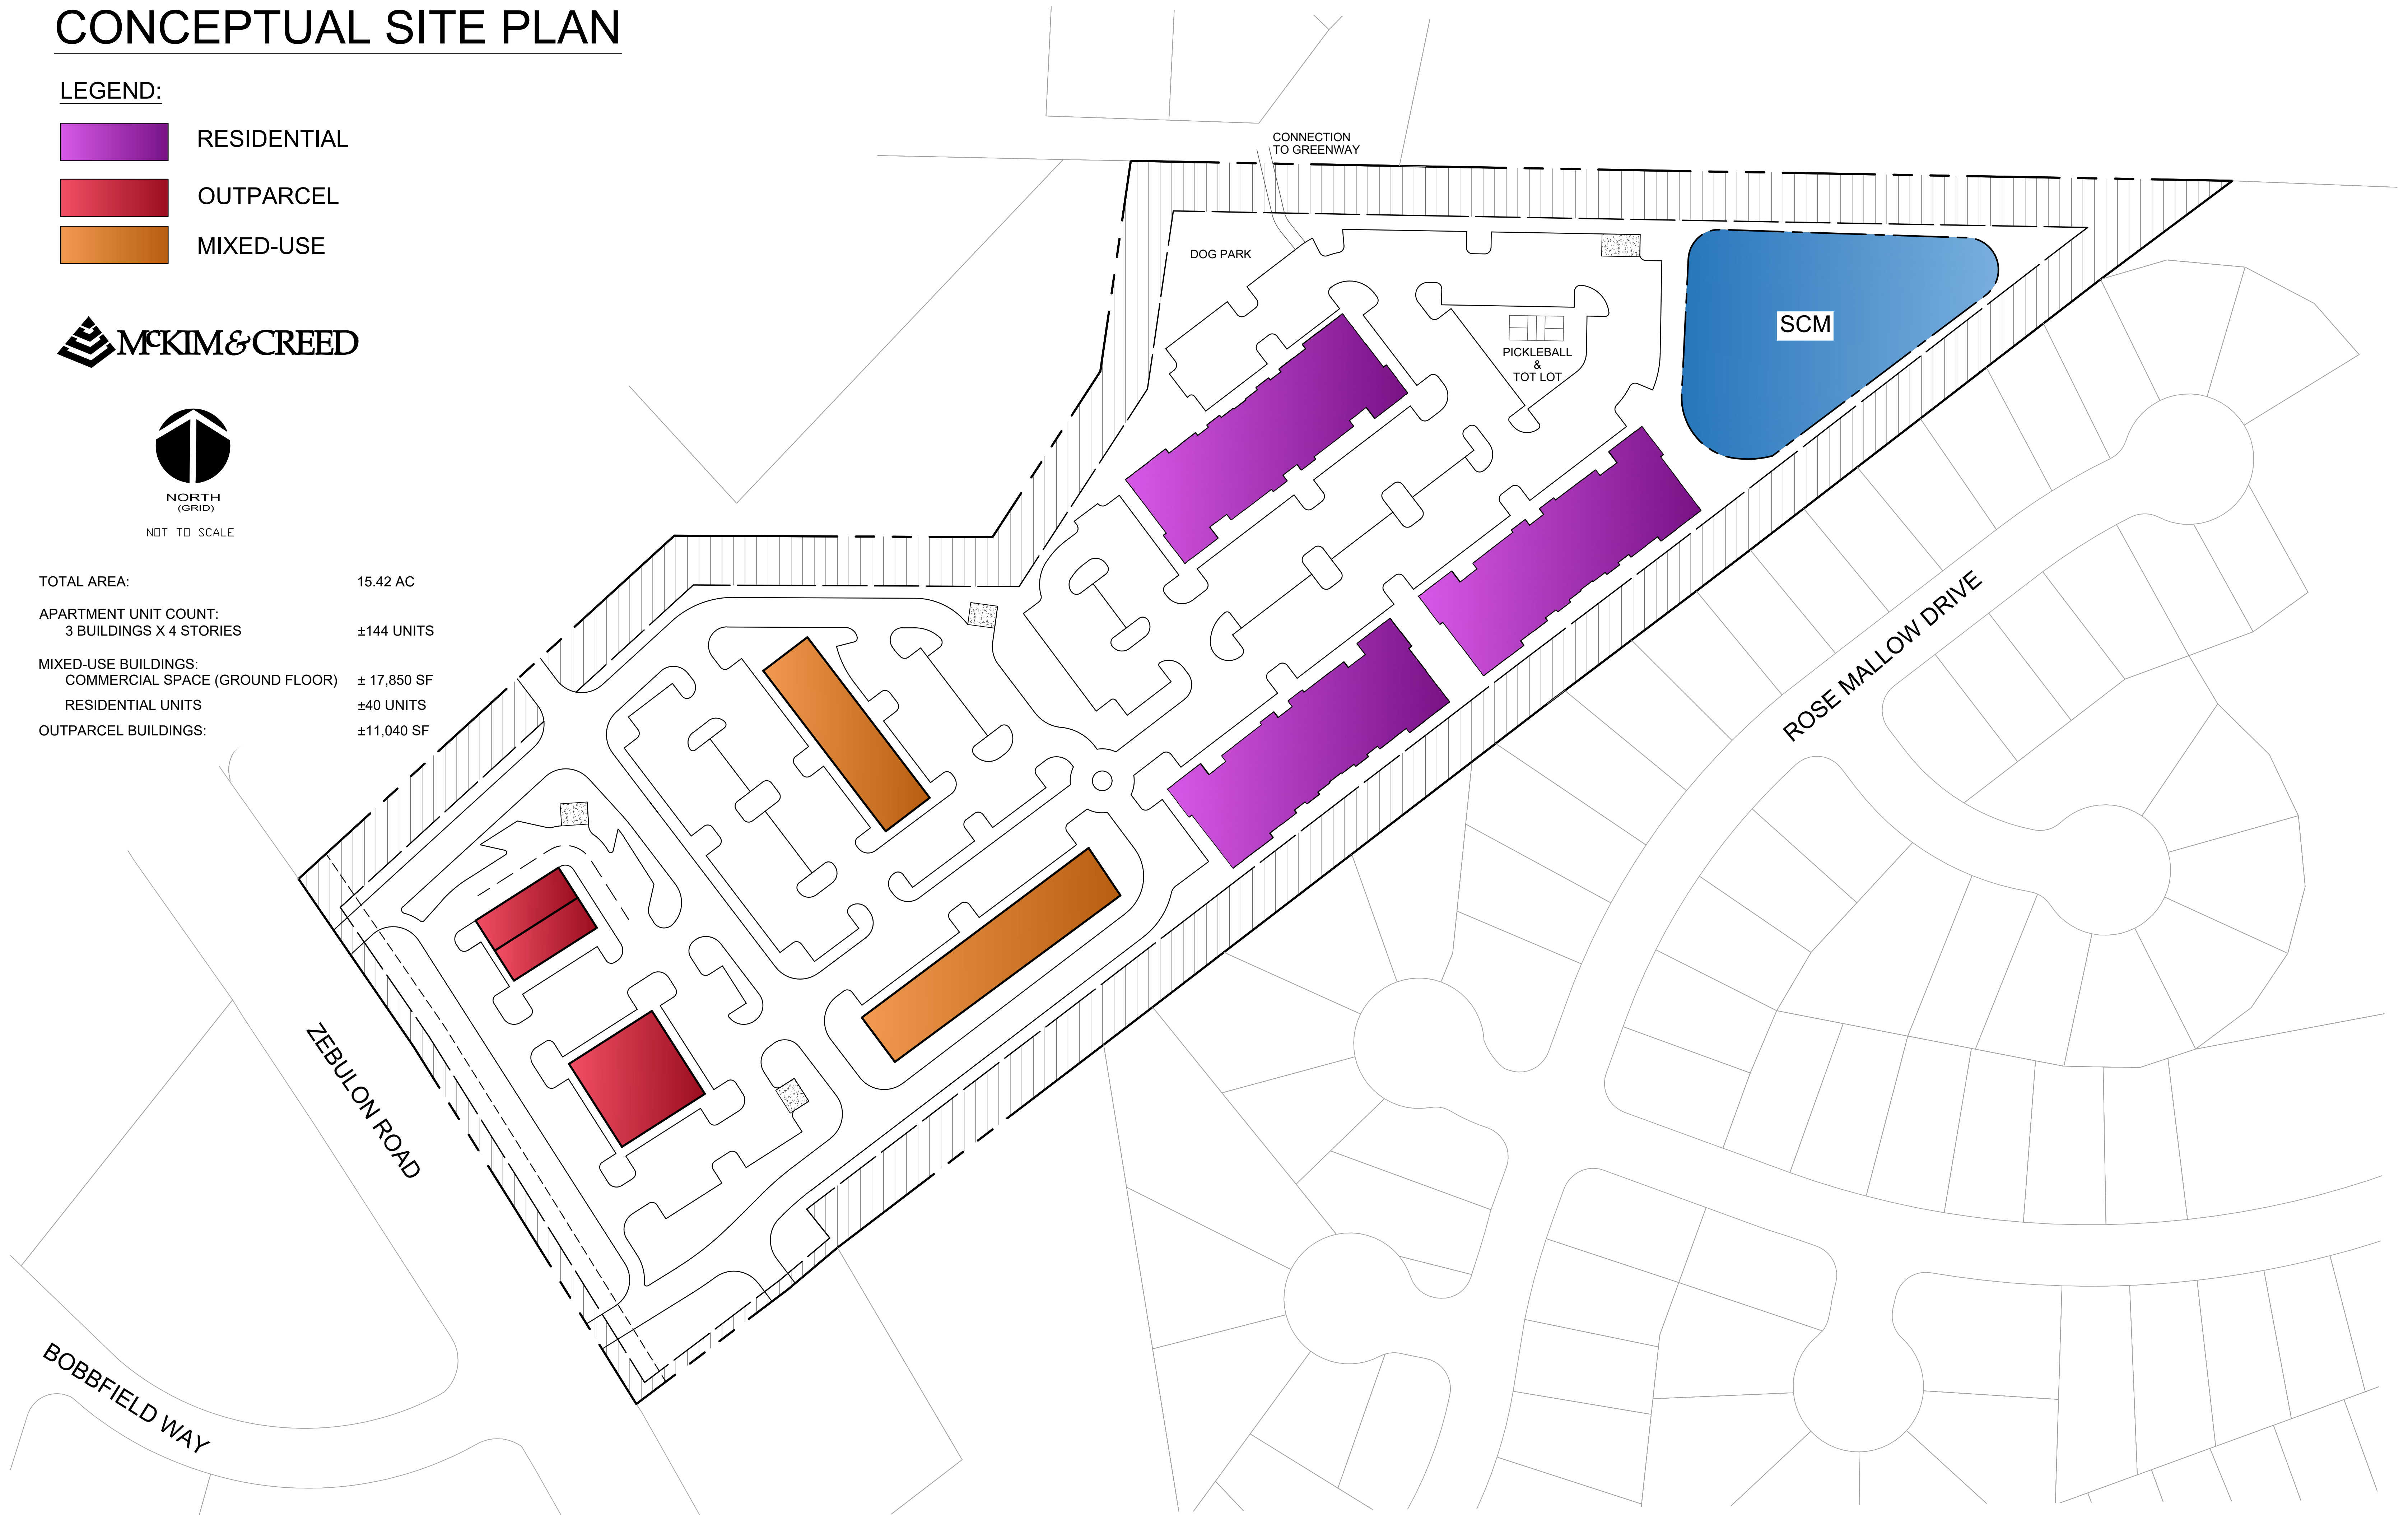 CONCEPTUAL SITE PLAN
LEGEND:
RESIDENTIAL
OUTPARCEL
MIXED-USE
McKIM&CREED
NORTH
(GRID)
NOT TO SCALE
TOTAL AREA: 15.42 AC
APARTMENT UNIT COUNT:
3 BUILDINGS X 4 STORIES ±144 UNITS
MIXED-USE BUILDINGS:
COMMERCIAL SPACE (GROUND FLOOR) ± 17,850 SF
RESIDENTIAL UNITS ±40 UNITS
OUTPARCEL BUILDINGS: ±11,040 SF
CONNECTION
TO GREENWAY
DOG PARK
PICKLEBALL
&
TOT LOT
SCM
ROSE MALLOW DRIVE
ZEBULON ROAD
BOBBFIELD WAY